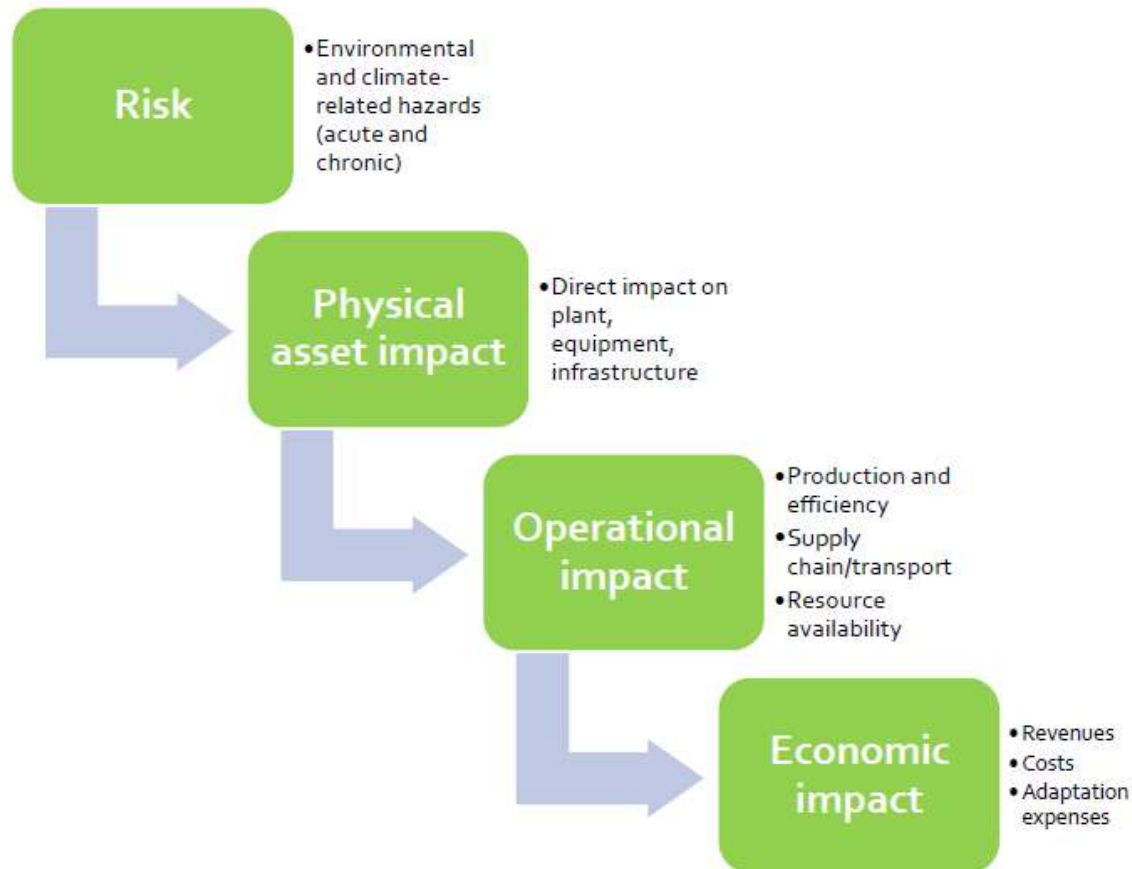 Risk
•Environmental
and climate-
related hazards
(acute and
chronic)
Physical
asset impact
•Direct impact on
plant,
equipment,
infrastructure
Operational
impact
•Production and
efficiency
•Supply
chain/transport
•Resource
availability
Economic
impact
•Revenues
•Costs
•Adaptation
expenses